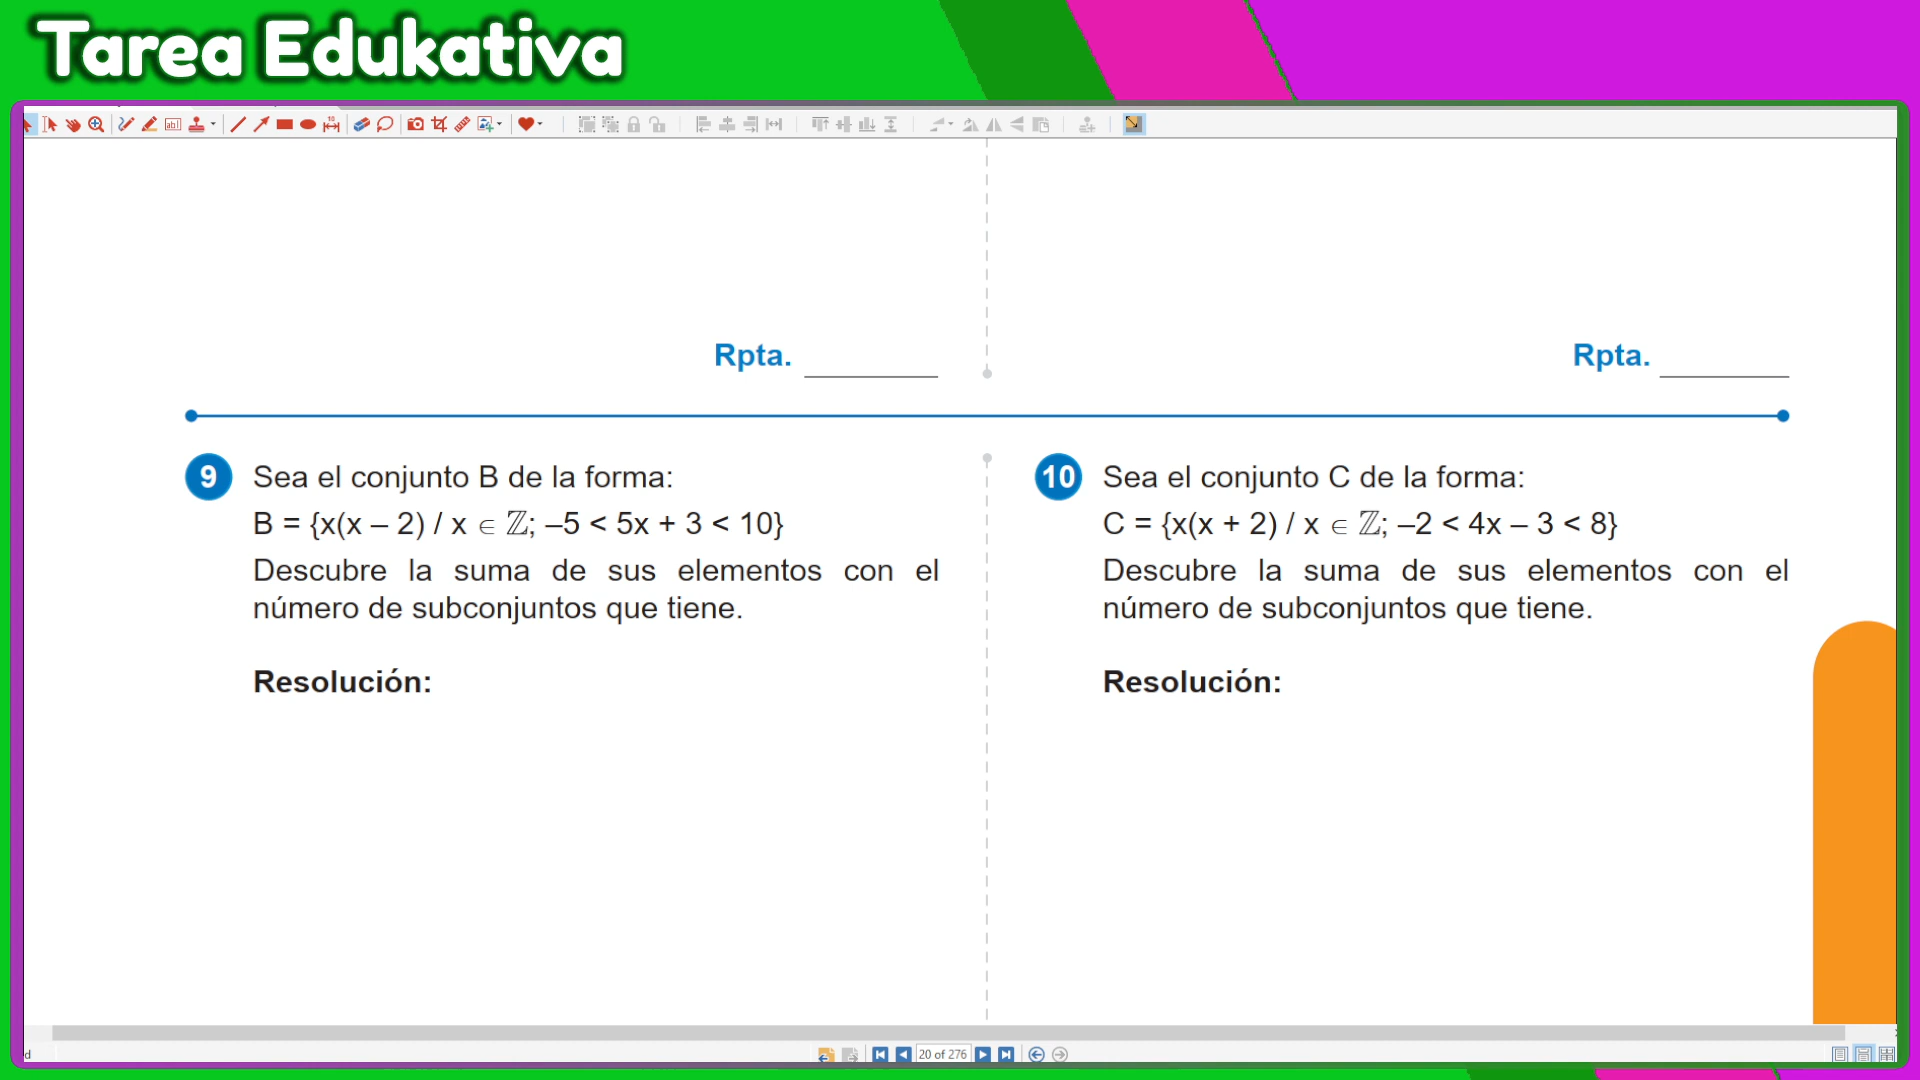 Tarea Edukativa
Rpta. ________
Rpta. ________
9 Sea el conjunto B de la forma:
B = {x(x – 2) / x ∈ ℤ; –5 < 5x + 3 < 10}
Descubre la suma de sus elementos con el
número de subconjuntos que tiene.
Resolución:
10 Sea el conjunto C de la forma:
C = {x(x + 2) / x ∈ ℤ; –2 < 4x – 3 < 8}
Descubre la suma de sus elementos con el
número de subconjuntos que tiene.
Resolución:
20 of 276